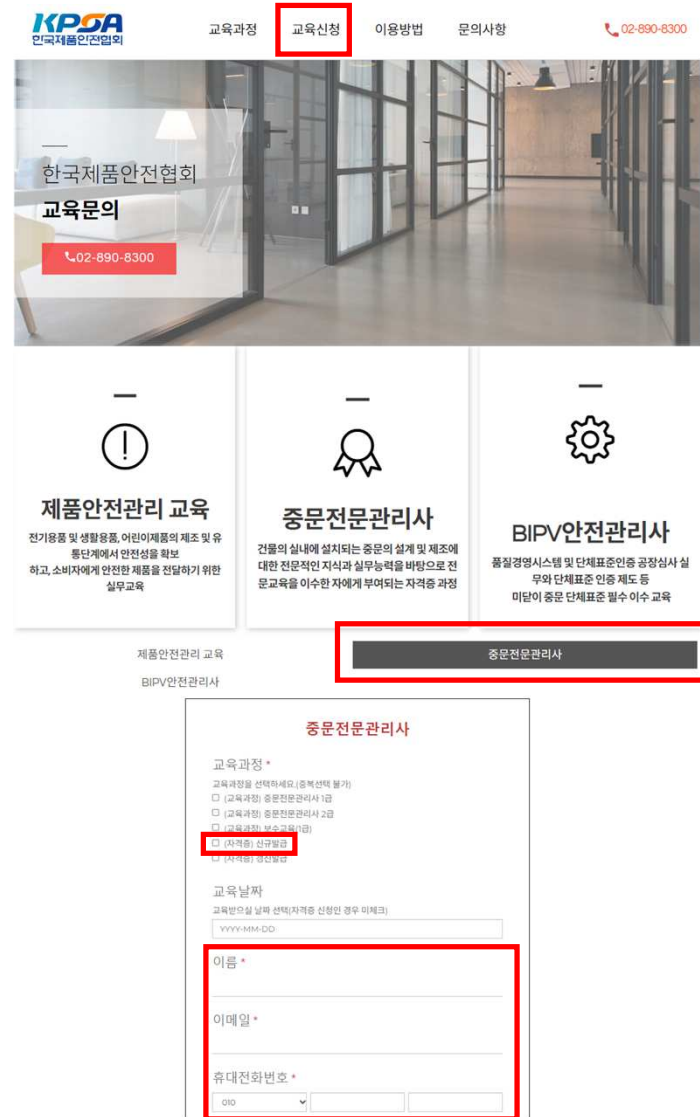 KPSA
한국제품안전협회
교육과정 교육신청 이용방법 문의사항 02-890-8300
한국제품안전협회
교육문의
02-890-8300
제품안전관리 교육
전기용품 및 생활용품, 어린이제품의 제조 및 유
통단계에서 안전성을 확보
하고, 소비자에게 안전한 제품을 전달하기 위한
실무교육
중문전문관리사
건물의 실내에 설치되는 중문의 설계 및 제조에
대한 전문적인 지식과 실무능력을 바탕으로 전
문교육을 이수한 자에게 부여되는 자격증 과정
BIPV안전관리사
품질경영시스템 및 단체표준인증 공장심사 실
무와 단체표준 인증 제도 등
미닫이 중문 단체표준 필수 이수 교육
제품안전관리 교육 중문전문관리사
BIPV안전관리사
중문전문관리사
교육과정 *
교육과정을 선택하세요.(중복선택 불가)
(교육과정) 중문전문관리사 1급
(교육과정) 중문전문관리사 2급
(교육과정) 보수교육(1급)
(자격증) 신규발급
(자격증) 갱신발급
교육날짜
교육받으실 날짜 선택(자격증 신청인 경우 미체크)
YYYY-MM-DD
이름 *
이메일 *
휴대전화번호 *
010